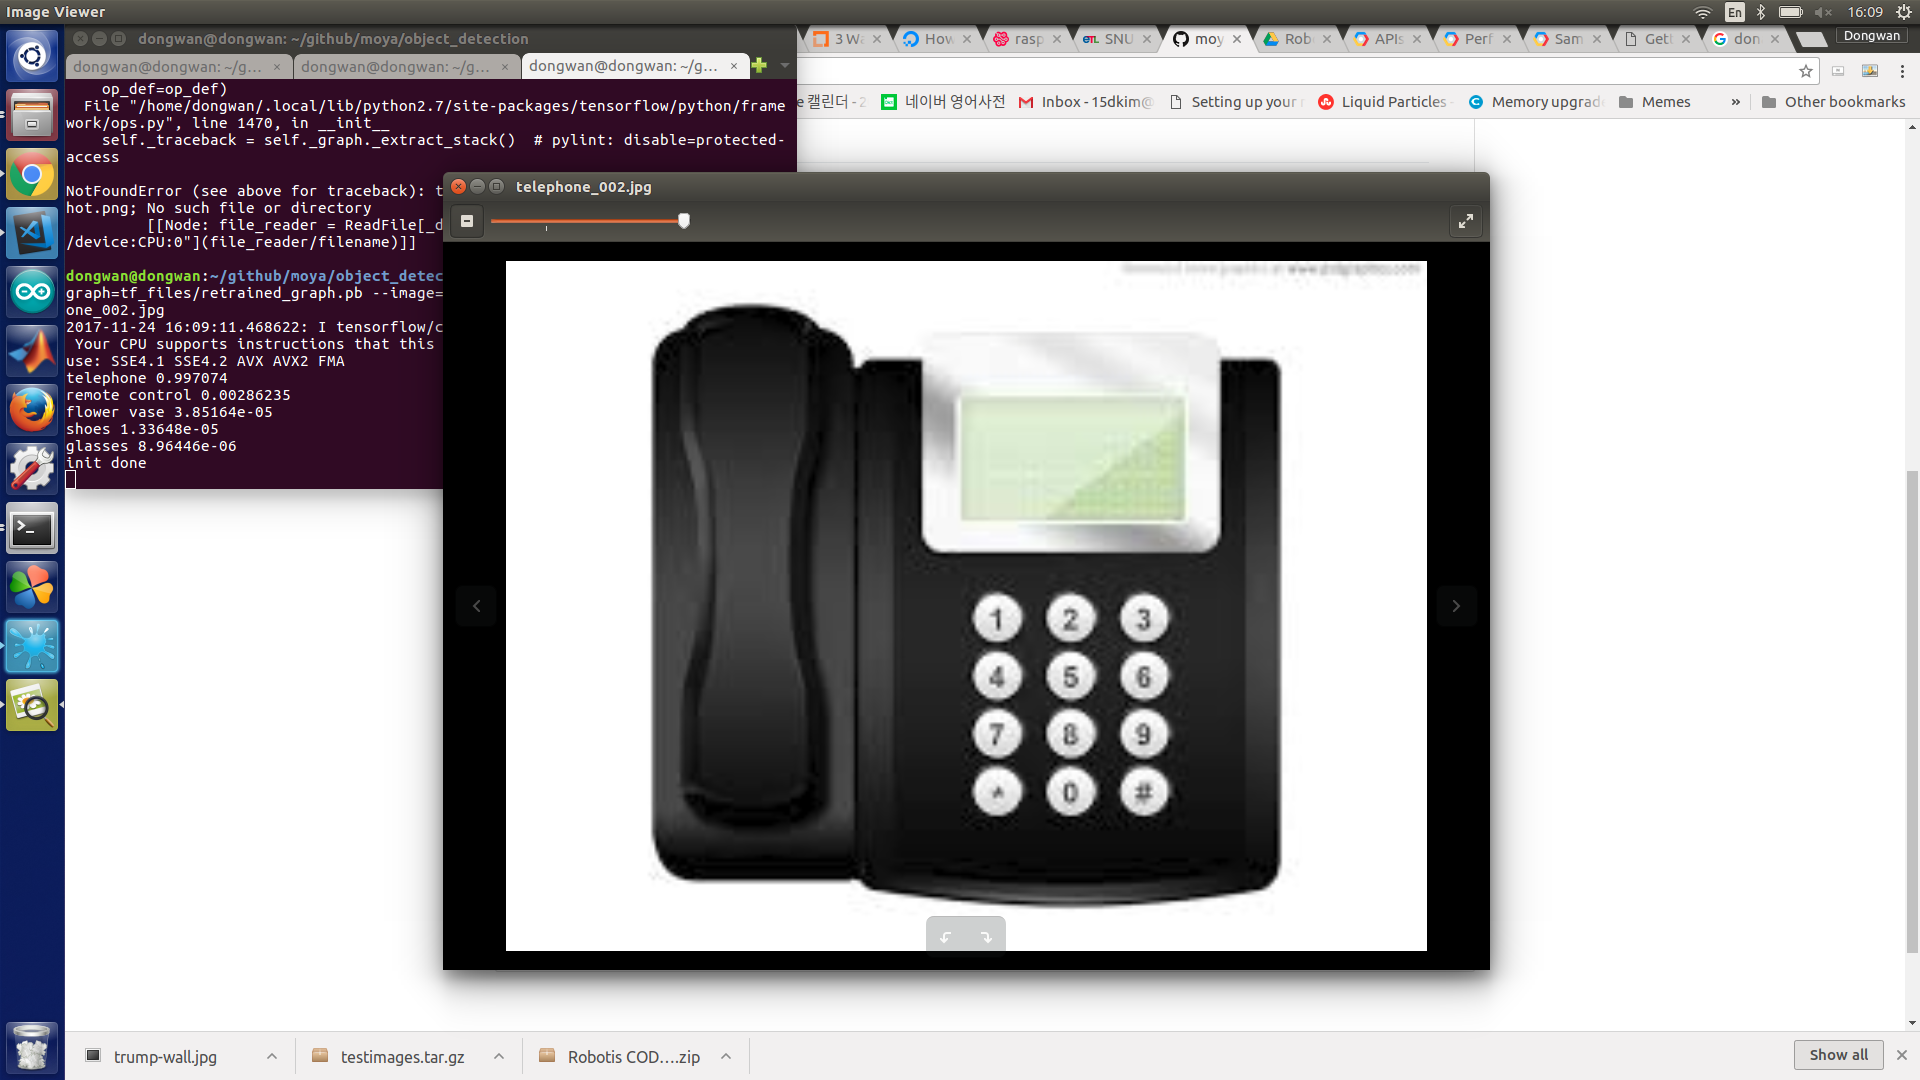 Image Viewer
En
16:09
dongwan@dongwan: ~/github/moya/object_detection
3 Wa
How
rasp
ETL SNU
moy
Rob
APIs
Perf
Sam
Get
don
Dongwan
dongwan@dongwan: ~/g...
dongwan@dongwan: ~/g...
dongwan@dongwan: ~/g...
e 캘린더 - 2
네이버 영어사전
Inbox - 15dkim@
Setting up your
Liquid Particles -
Memory upgrad
Memes
»
Other bookmarks
op_def=op_def)
File "/home/dongwan/.local/lib/python2.7/site-packages/tensorflow/python/frame
work/ops.py", line 1470, in __init__
self._traceback = self._graph._extract_stack()  # pylint: disable=protected-
access
NotFoundError (see above for traceback): t
hot.png; No such file or directory
[[Node: file_reader = ReadFile[_d
/device:CPU:0"](file_reader/filename)]]
dongwan@dongwan:~/github/moya/object_detec
graph=tf_files/retrained_graph.pb --image=
one_002.jpg
2017-11-24 16:09:11.468622: I tensorflow/c
Your CPU supports instructions that this
use: SSE4.1 SSE4.2 AVX AVX2 FMA
telephone 0.997074
remote control 0.00286235
flower vase 3.85164e-05
shoes 1.33648e-05
glasses 8.96446e-06
init done
telephone_002.jpg
1 2 3
4 5 6
7 8 9
* 0 #
trump-wall.jpg
testimages.tar.gz
Robotis COD....zip
Show all